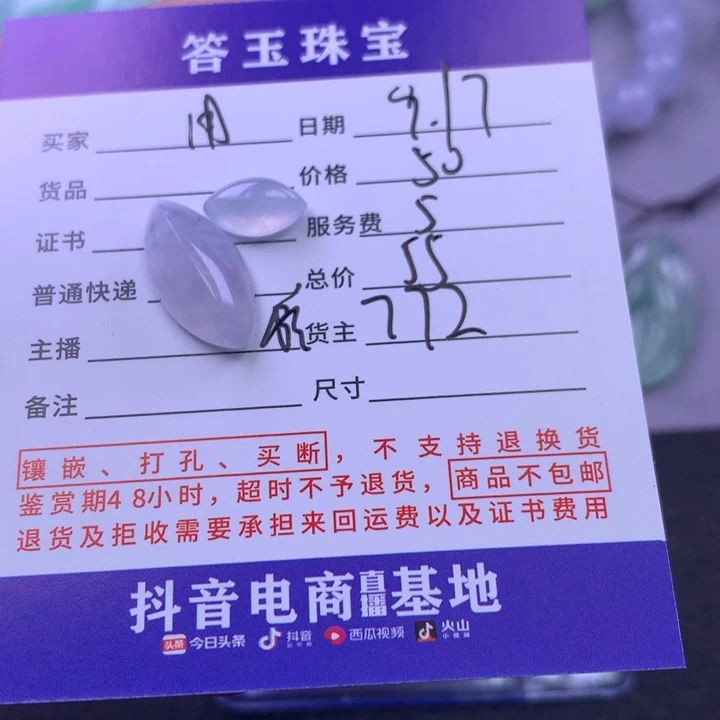 答玉珠宝
买家 日期 9.17
货品 价格 50
证书 服务费 5
普通快递 总价 55
主播 货主 772
备注 尺寸
镶嵌、打孔、买断，不支持退换货
鉴赏期48小时，超时不予退货，商品不包邮
退货及拒收需要承担来回运费以及证书费用
抖音电商直播基地
头条 今日头条 抖音 西瓜视频 火山